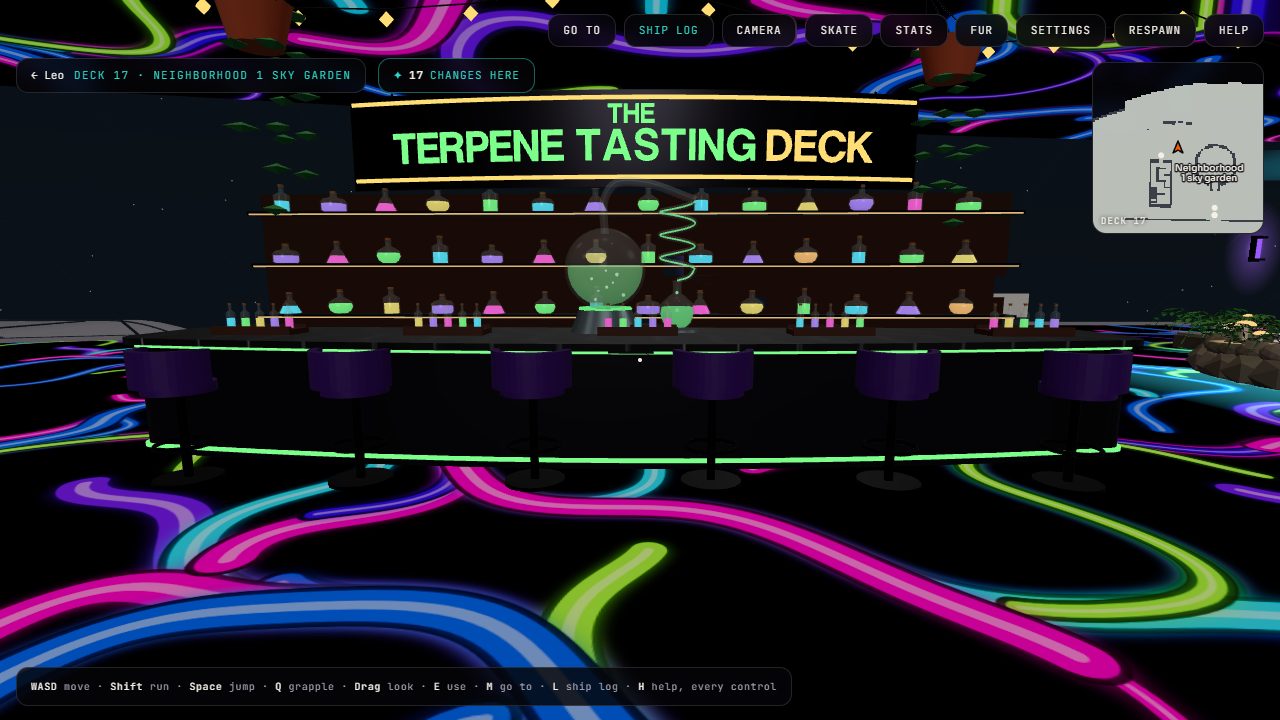 GO TO
SHIP LOG
CAMERA
SKATE
STATS
FUR
SETTINGS
RESPAWN
HELP
← Leo DECK 17 · NEIGHBORHOOD 1 SKY GARDEN
✦ 17 CHANGES HERE
THE
TERPENE TASTING DECK
Neighborhood
1 sky garden
DECK 17
WASD move · Shift run · Space jump · Q grapple · Drag look · E use · M go to · L ship log · H help, every control